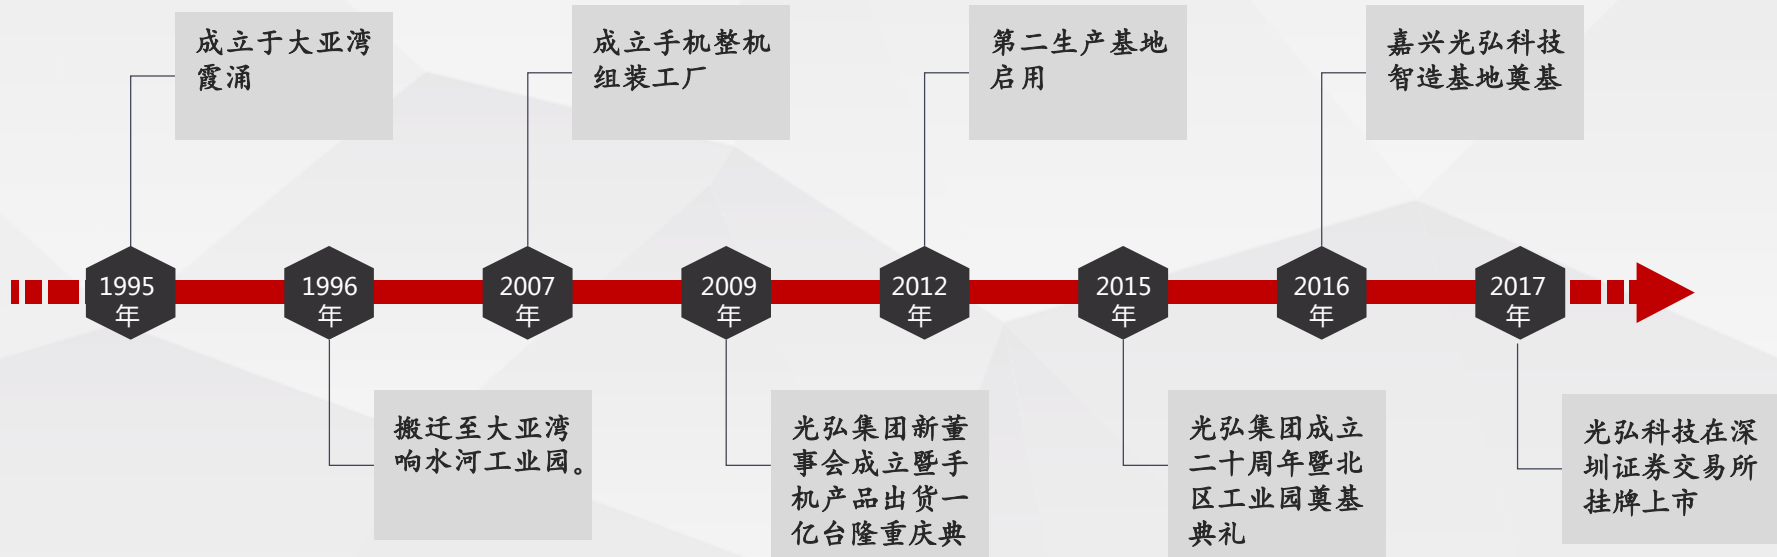 成立于大亚湾
霞涌
成立手机整机
组装工厂
第二生产基地
启用
嘉兴光弘科技
智造基地奠基
1995
年
1996
年
2007
年
2009
年
2012
年
2015
年
2016
年
2017
年
搬迁至大亚湾
响水河工业园。
光弘集团新董
事会成立暨手
机产品出货一
亿台隆重庆典
光弘集团成立
二十周年暨北
区工业园奠基
典礼
光弘科技在深
圳证券交易所
挂牌上市